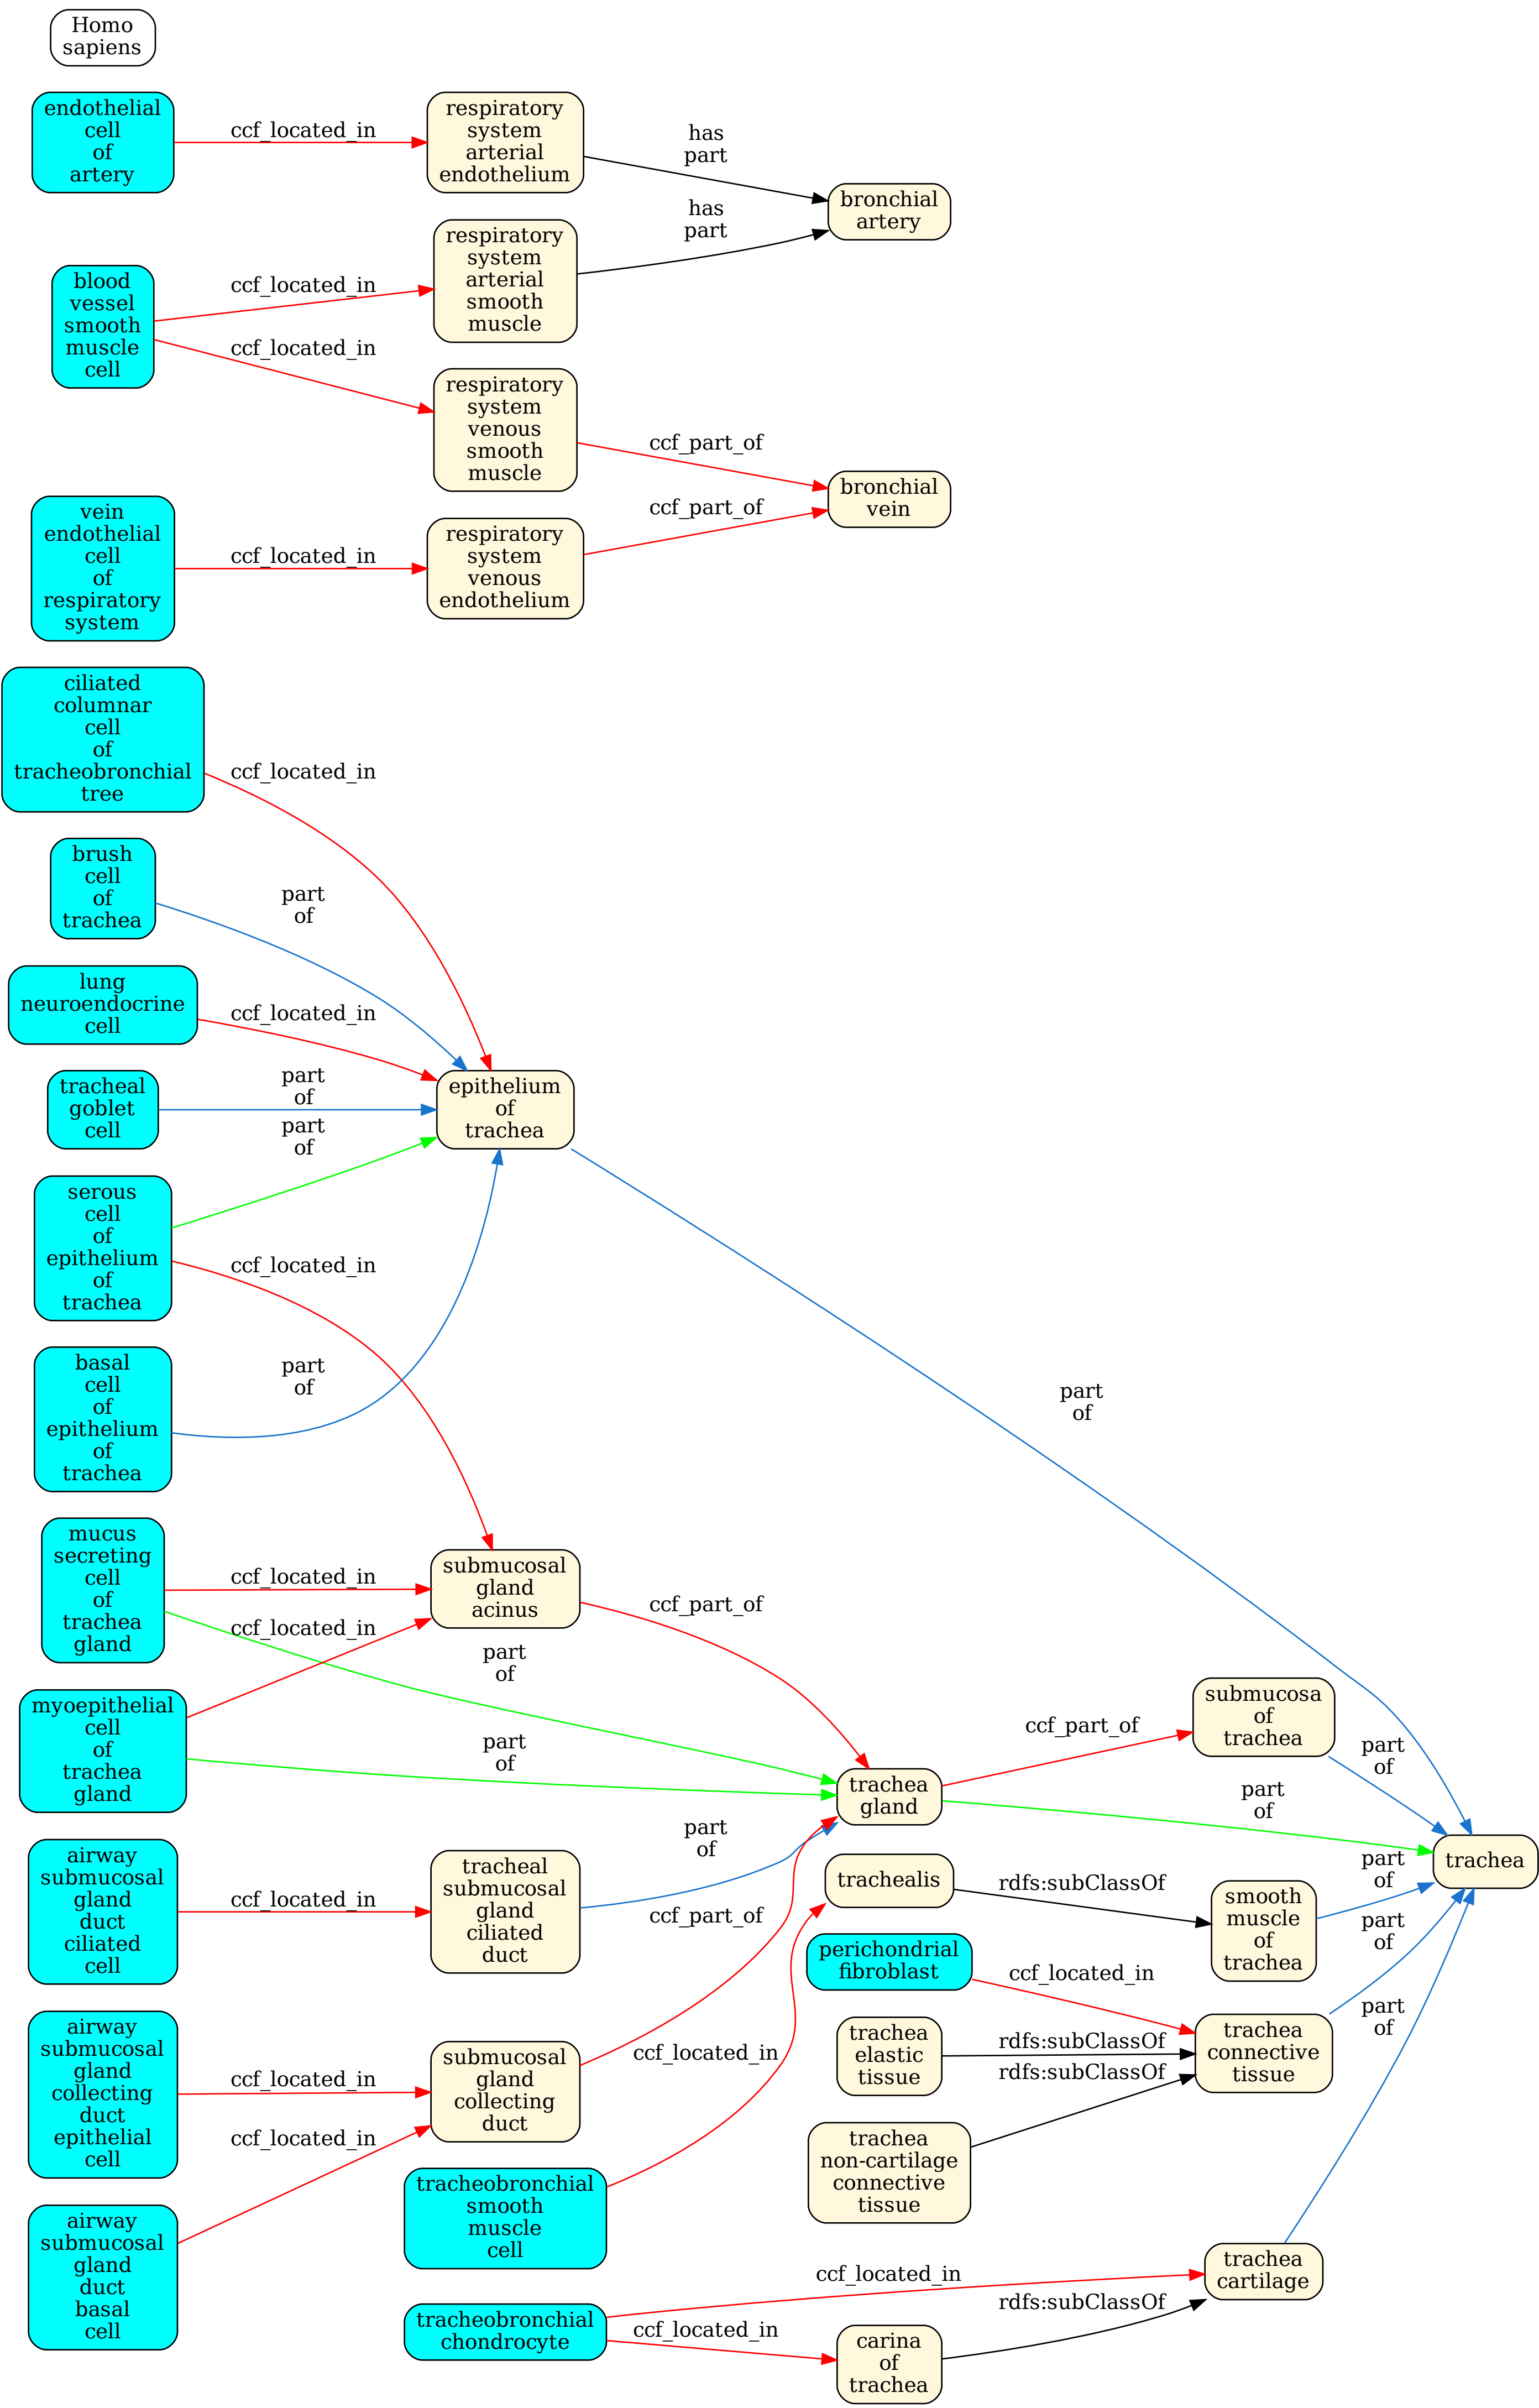 Homo
sapiens
endothelial
cell
of
artery
ccf_located_in
respiratory
system
arterial
endothelium
has
part
bronchial
artery
blood
vessel
smooth
muscle
cell
ccf_located_in
respiratory
system
arterial
smooth
muscle
has
part
ccf_located_in
respiratory
system
venous
smooth
muscle
ccf_part_of
bronchial
vein
vein
endothelial
cell
of
respiratory
system
ccf_located_in
respiratory
system
venous
endothelium
ccf_part_of
ciliated
columnar
cell
of
tracheobronchial
tree
ccf_located_in
brush
cell
of
trachea
part
of
lung
neuroendocrine
cell
ccf_located_in
tracheal
goblet
cell
part
of
epithelium
of
trachea
part
of
serous
cell
of
epithelium
of
trachea
part
of
ccf_located_in
basal
cell
of
epithelium
of
trachea
part
of
mucus
secreting
cell
of
trachea
gland
ccf_located_in
submucosal
gland
acinus
ccf_part_of
part
of
myoepithelial
cell
of
trachea
gland
ccf_located_in
part
of
trachea
gland
ccf_part_of
submucosa
of
trachea
part
of
part
of
trachea
airway
submucosal
gland
duct
ciliated
cell
ccf_located_in
tracheal
submucosal
gland
ciliated
duct
part
of
trachealis
rdfs:subClassOf
smooth
muscle
of
trachea
part
of
airway
submucosal
gland
collecting
duct
epithelial
cell
ccf_located_in
submucosal
gland
collecting
duct
ccf_part_of
perichondrial
fibroblast
ccf_located_in
trachea
connective
tissue
part
of
trachea
elastic
tissue
rdfs:subClassOf
trachea
non-cartilage
connective
tissue
rdfs:subClassOf
airway
submucosal
gland
duct
basal
cell
ccf_located_in
tracheobronchial
smooth
muscle
cell
ccf_located_in
tracheobronchial
chondrocyte
ccf_located_in
trachea
cartilage
part
of
ccf_located_in
carina
of
trachea
rdfs:subClassOf